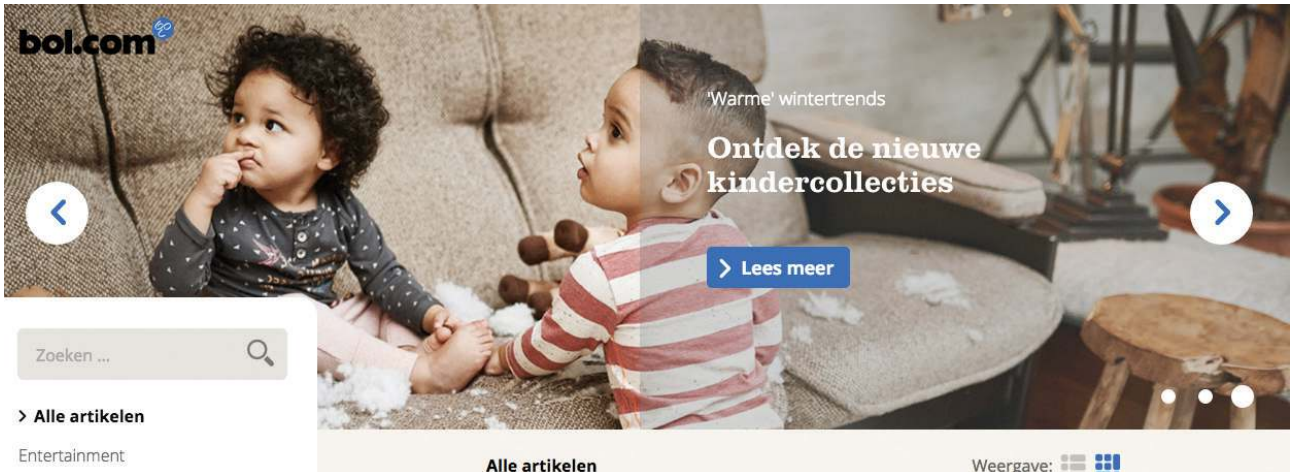 bol.com
'Warme' wintertrends
Ontdek de nieuwe
kindercollecties
Lees meer
Zoeken ...
Alle artikelen
Entertainment
Alle artikelen
Weergave: